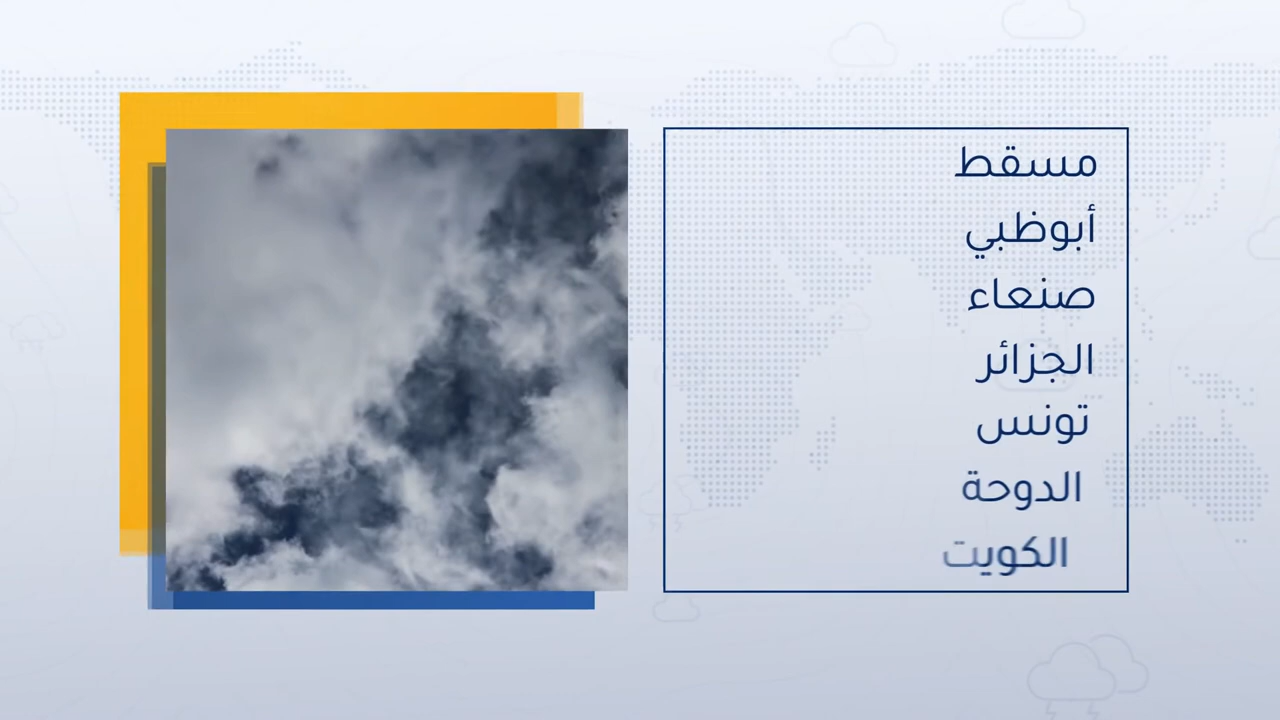 مسقط
أبوظبي
صنعاء
الجزائر
تونس
الدوحة
الكويت